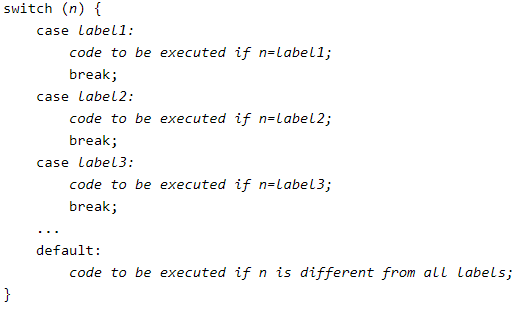 switch (n) {
    case label1:
        code to be executed if n=label1;
        break;
    case label2:
        code to be executed if n=label2;
        break;
    case label3:
        code to be executed if n=label3;
        break;
    ...
    default:
        code to be executed if n is different from all labels;
}